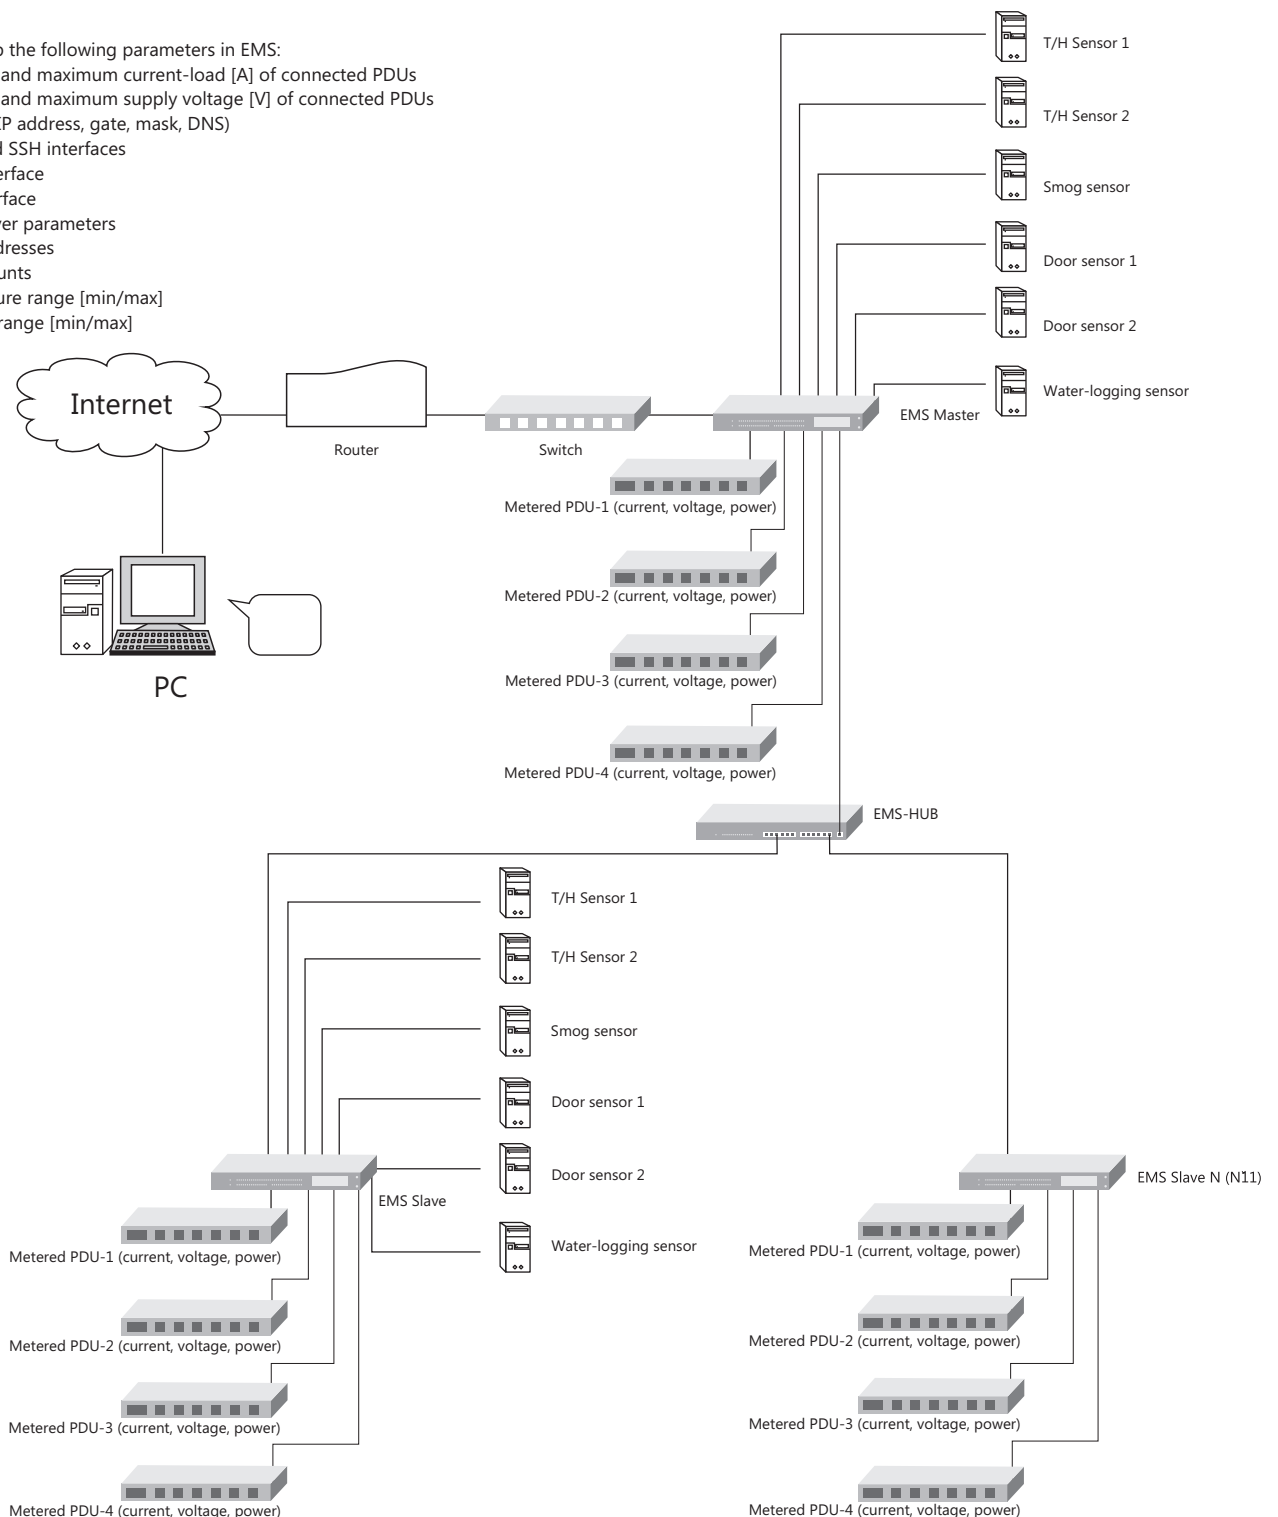 the following parameters in EMS:
and maximum current-load [A] of connected PDUs
and maximum supply voltage [V] of connected PDUs
address, gate, mask, DNS)
SSH interfaces
parameters
range [min/max]
range [min/max]
T/H Sensor 1
T/H Sensor 2
Smog sensor
Door sensor 1
Door sensor 2
Water-logging sensor
Internet
Router
Switch
EMS Master
Metered PDU-1 (current, voltage, power)
Metered PDU-2 (current, voltage, power)
Metered PDU-3 (current, voltage, power)
Metered PDU-4 (current, voltage, power)
PC
EMS-HUB
T/H Sensor 1
T/H Sensor 2
Smog sensor
Door sensor 1
Door sensor 2
Water-logging sensor
EMS Slave
Metered PDU-1 (current, voltage, power)
Metered PDU-2 (current, voltage, power)
Metered PDU-3 (current, voltage, power)
Metered PDU-4 (current, voltage, power)
EMS Slave N
Metered PDU-1 (current, voltage, power)
Metered PDU-2 (current, voltage, power)
Metered PDU-3 (current, voltage, power)
Metered PDU-4 (current, voltage, power)